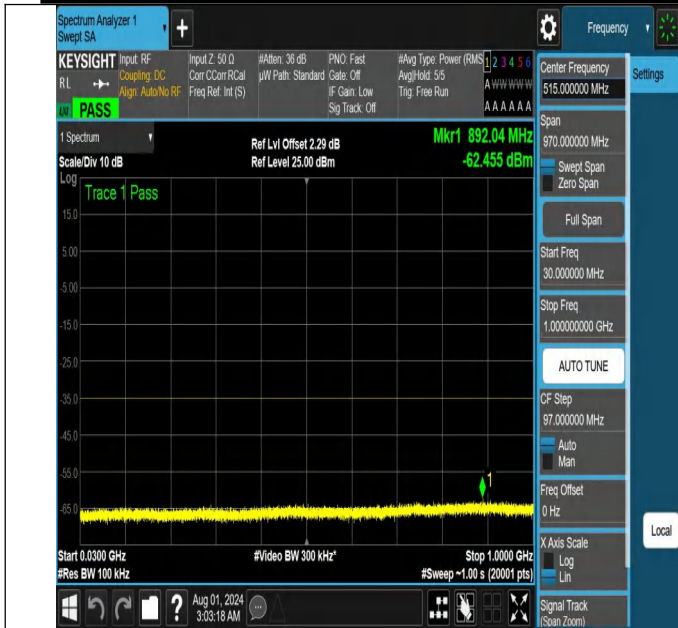 Spectrum Analyzer 1
Swept SA
Frequency
KEYSIGHT
RL
PASS
Input: RF
Coupling: DC
Align: Auto/No RF
Input Z: 50 Ω
Corr CCorr RCal
Freq Ref: Int (S)
#Atten: 36 dB
µW Path: Standard
PNO: Fast
Gate: Off
IF Gain: Low
Sig Track: Off
#Avg Type: Power (RMS
Avg|Hold: 5/5
Trig: Free Run
1 2 3 4 5 6
A W W W W W
A A A A A A
Center Frequency
515.000000 MHz
Settings
1 Spectrum
Scale/Div 10 dB
Ref Lvl Offset 2.29 dB
Ref Level 25.00 dBm
Mkr1 892.04 MHz
-62.455 dBm
Log
Trace 1 Pass
15.0
5.00
-5.00
-15.0
-25.0
-35.0
-45.0
-55.0
-65.0
1
Start 0.0300 GHz
#Res BW 100 kHz
#Video BW 300 kHz*
Stop 1.0000 GHz
#Sweep ~1.00 s (20001 pts)
Span
970.000000 MHz
Swept Span
Zero Span
Full Span
Start Freq
30.000000 MHz
Stop Freq
1.000000000 GHz
AUTO TUNE
CF Step
97.000000 MHz
Auto
Man
Freq Offset
0 Hz
X Axis Scale
Log
Lin
Signal Track
(Span Zoom)
Local
?
Aug 01, 2024
3:03:18 AM